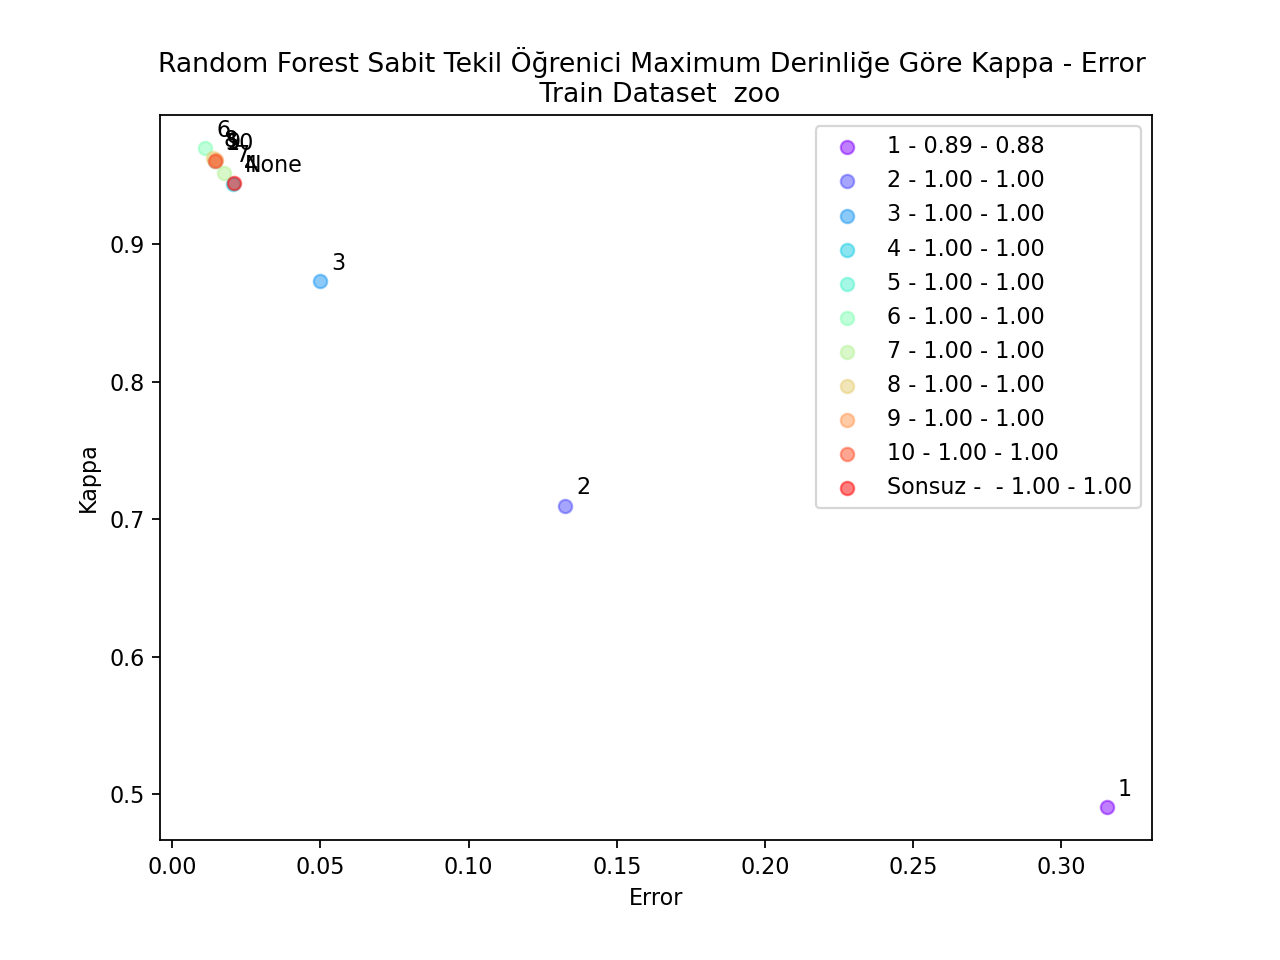 Random Forest Sabit Tekil Öğrenici Maximum Derinliğe Göre Kappa - Error
Train Dataset  zoo
6
7
None
3
2
1
1 - 0.89 - 0.88
2 - 1.00 - 1.00
3 - 1.00 - 1.00
4 - 1.00 - 1.00
5 - 1.00 - 1.00
6 - 1.00 - 1.00
7 - 1.00 - 1.00
8 - 1.00 - 1.00
9 - 1.00 - 1.00
10 - 1.00 - 1.00
Sonsuz -  - 1.00 - 1.00
Kappa
0.9
0.8
0.7
0.6
0.5
0.00 0.05 0.10 0.15 0.20 0.25 0.30
Error